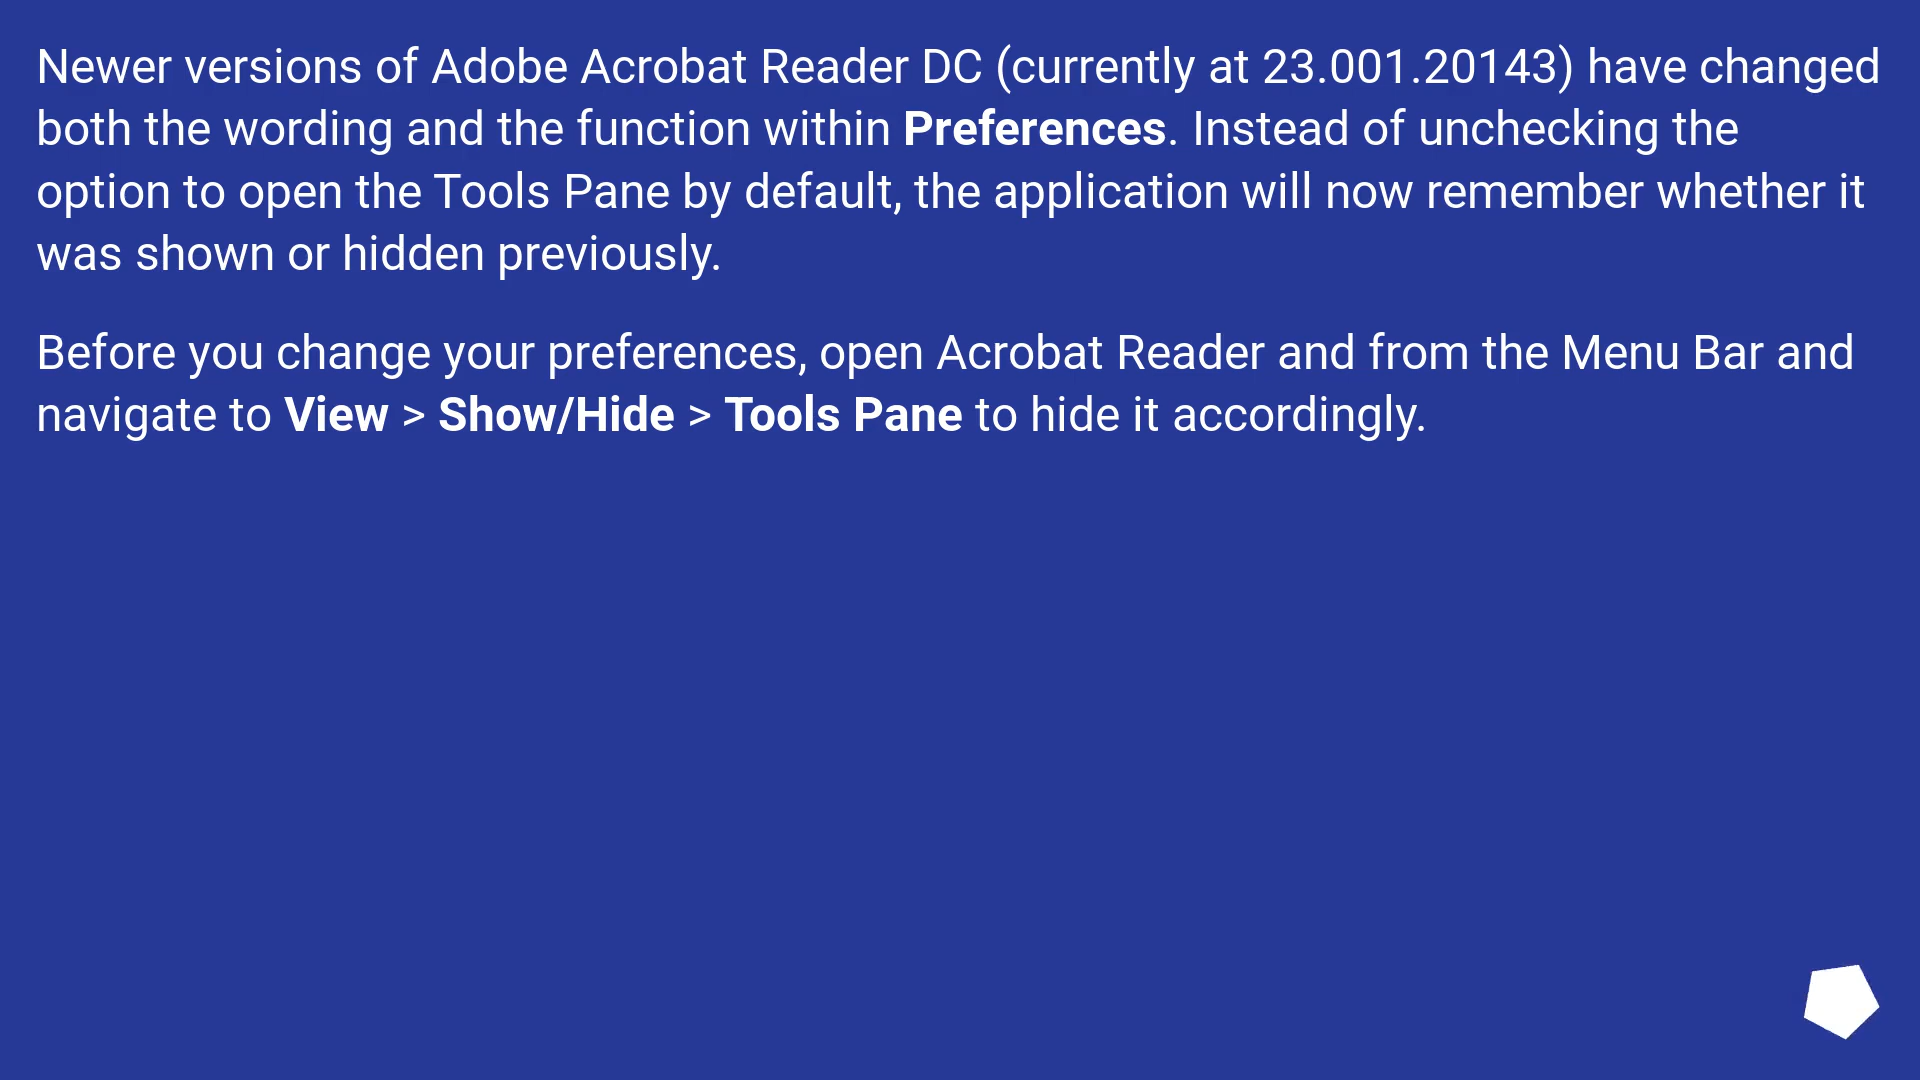 Newer versions of Adobe Acrobat Reader DC (currently at 23.001.20143) have changed
both the wording and the function within Preferences. Instead of unchecking the
option to open the Tools Pane by default, the application will now remember whether it
was shown or hidden previously.
Before you change your preferences, open Acrobat Reader and from the Menu Bar and
navigate to View > Show/Hide > Tools Pane to hide it accordingly.